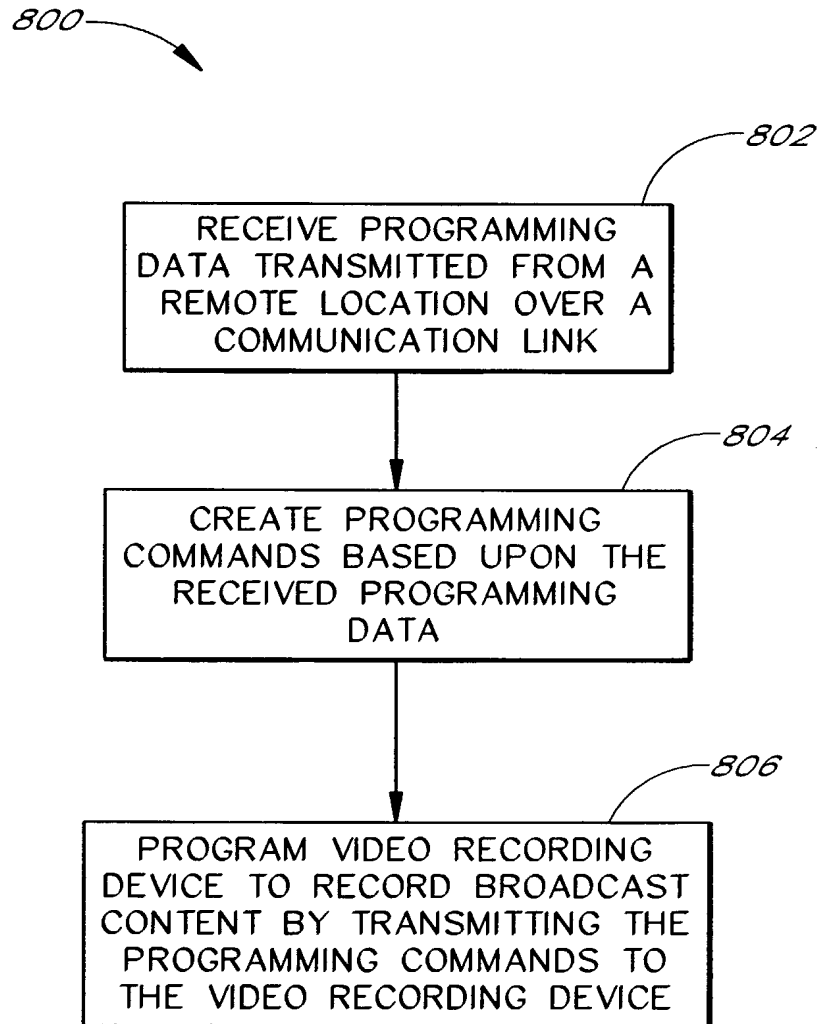 800
802
RECEIVE PROGRAMMING
DATA TRANSMITTED FROM A
REMOTE LOCATION OVER A
COMMUNICATION LINK
804
CREATE PROGRAMMING
COMMANDS BASED UPON THE
RECEIVED PROGRAMMING
DATA
806
PROGRAM VIDEO RECORDING
DEVICE TO RECORD BROADCAST
CONTENT BY TRANSMITTING THE
PROGRAMMING COMMANDS TO
THE VIDEO RECORDING DEVICE